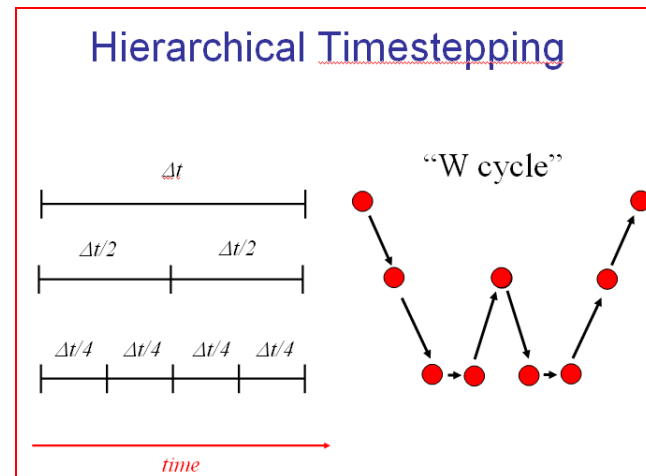 Hierarchical Timestepping
Δt
Δt/2 Δt/2
Δt/4 Δt/4 Δt/4 Δt/4
time
“W cycle”